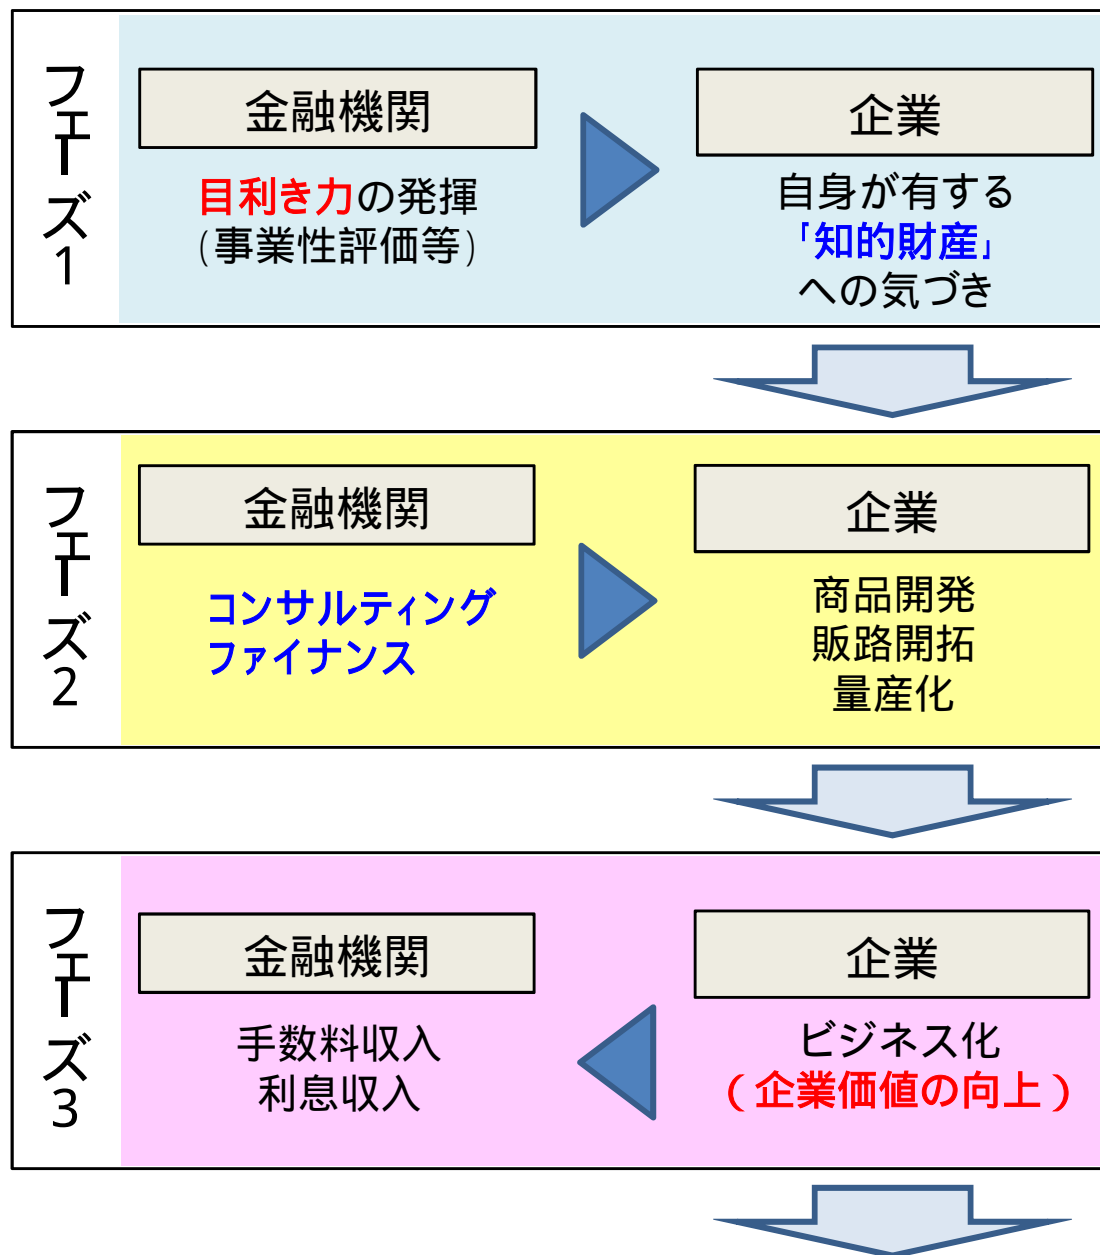 フェーズ1
金融機関
目利き力の発揮
(事業性評価等)
企業
自身が有する
「知的財産」
への気づき
フェーズ2
金融機関
コンサルティング
ファイナンス
企業
商品開発
販路開拓
量産化
フェーズ3
金融機関
手数料収入
利息収入
企業
ビジネス化
(企業価値の向上)